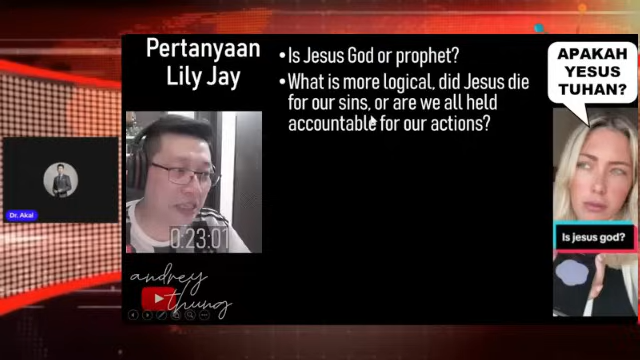 Pertanyaan
Lily Jay
•Is Jesus God or prophet?
•What is more logical, did Jesus die
for our sins, or are we all held
accountable for our actions?
APAKAH
YESUS
TUHAN?
Dr. Akal
0:23:01
andrey
thung
Is jesus god?